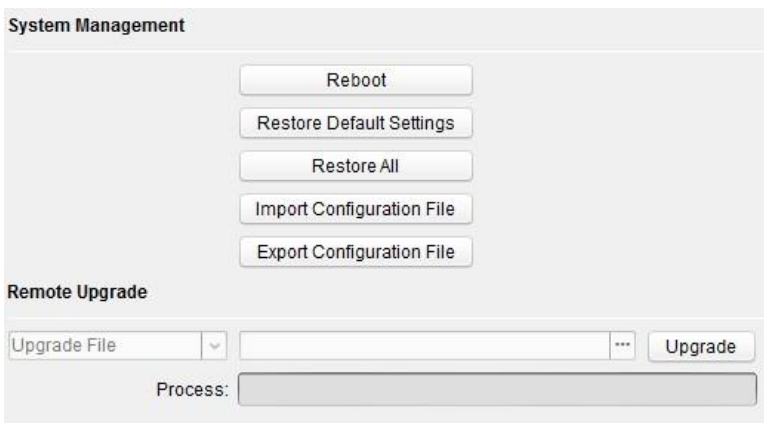 System Management
Reboot
Restore Default Settings
Restore All
Import Configuration File
Export Configuration File
Remote Upgrade
Upgrade File ... Upgrade
Process: